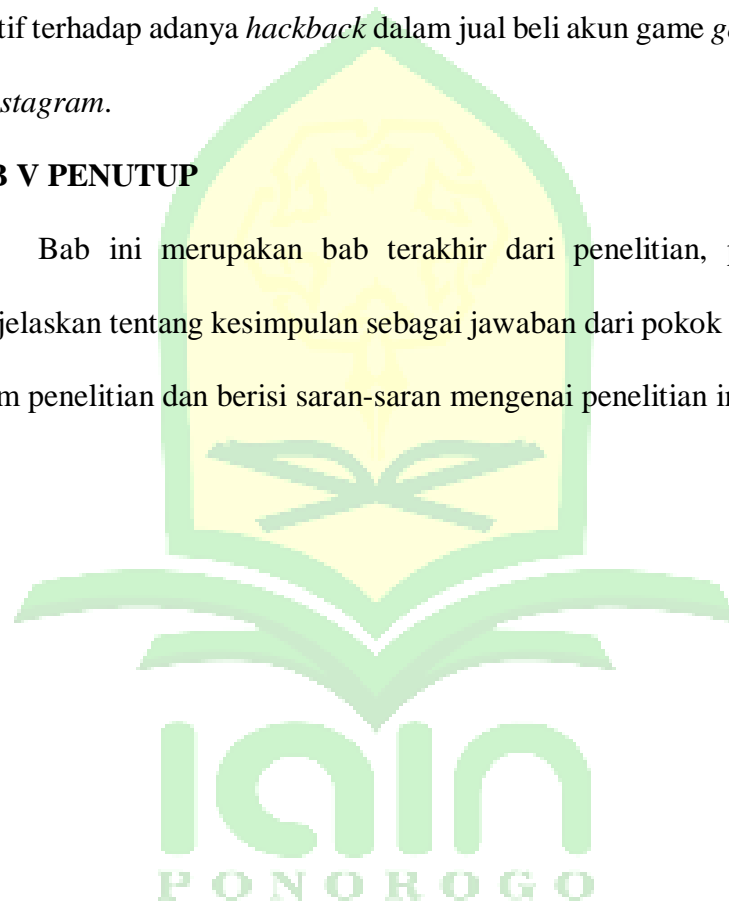 tif terhadap adanya hackback dalam jual beli akun game g
stagram.
B V PENUTUP
Bab ini merupakan bab terakhir dari penelitian,
jelaskan tentang kesimpulan sebagai jawaban dari pokok
m penelitian dan berisi saran-saran mengenai penelitian i
iain
PONOROGO